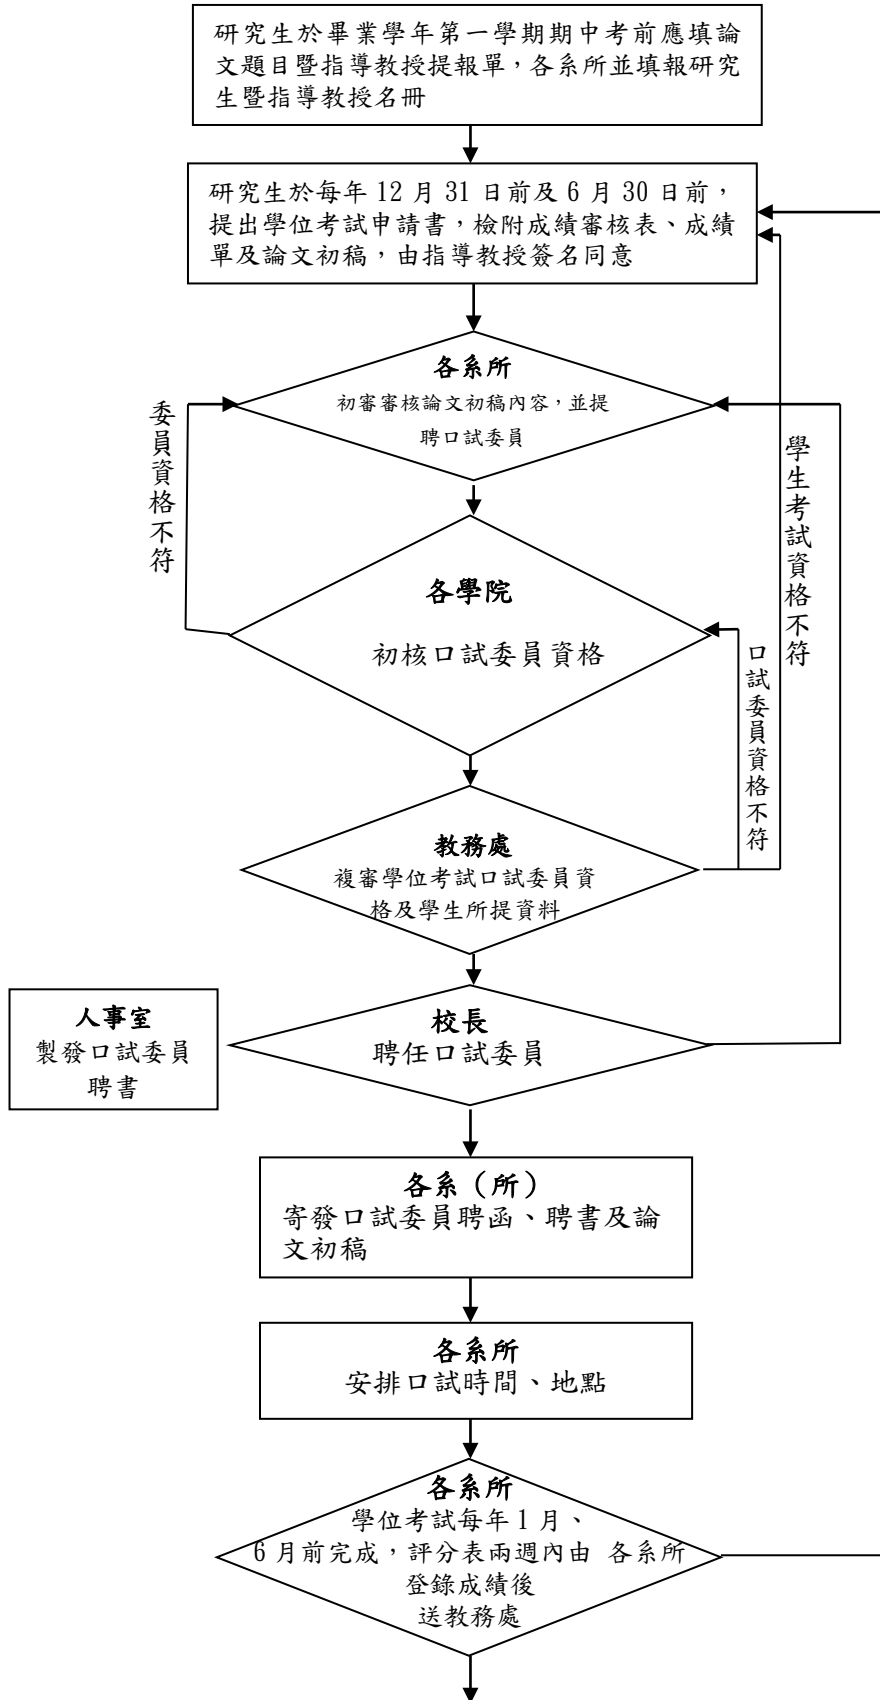 研究生於畢業學年第一學期期中考前應填論
文題目暨指導教授提報單，各系所並填報研究
生暨指導教授名冊
研究生於每年 12 月 31 日前及 6 月 30 日前，
提出學位考試申請書，檢附成績審核表、成績
單及論文初稿，由指導教授簽名同意
各系所
初審審核論文初稿內容，並提
聘口試委員
委員資格不符
學生考試資格不符
各學院
初核口試委員資格
口試委員資格不符
教務處
複審學位考試口試委員資
格及學生所提資料
人事室
製發口試委員
聘書
校長
聘任口試委員
各系（所）
寄發口試委員聘函、聘書及論
文初稿
各系所
安排口試時間、地點
各系所
學位考試每年 1 月、
6 月前完成，評分表兩週內由 各系所
登錄成績後
送教務處